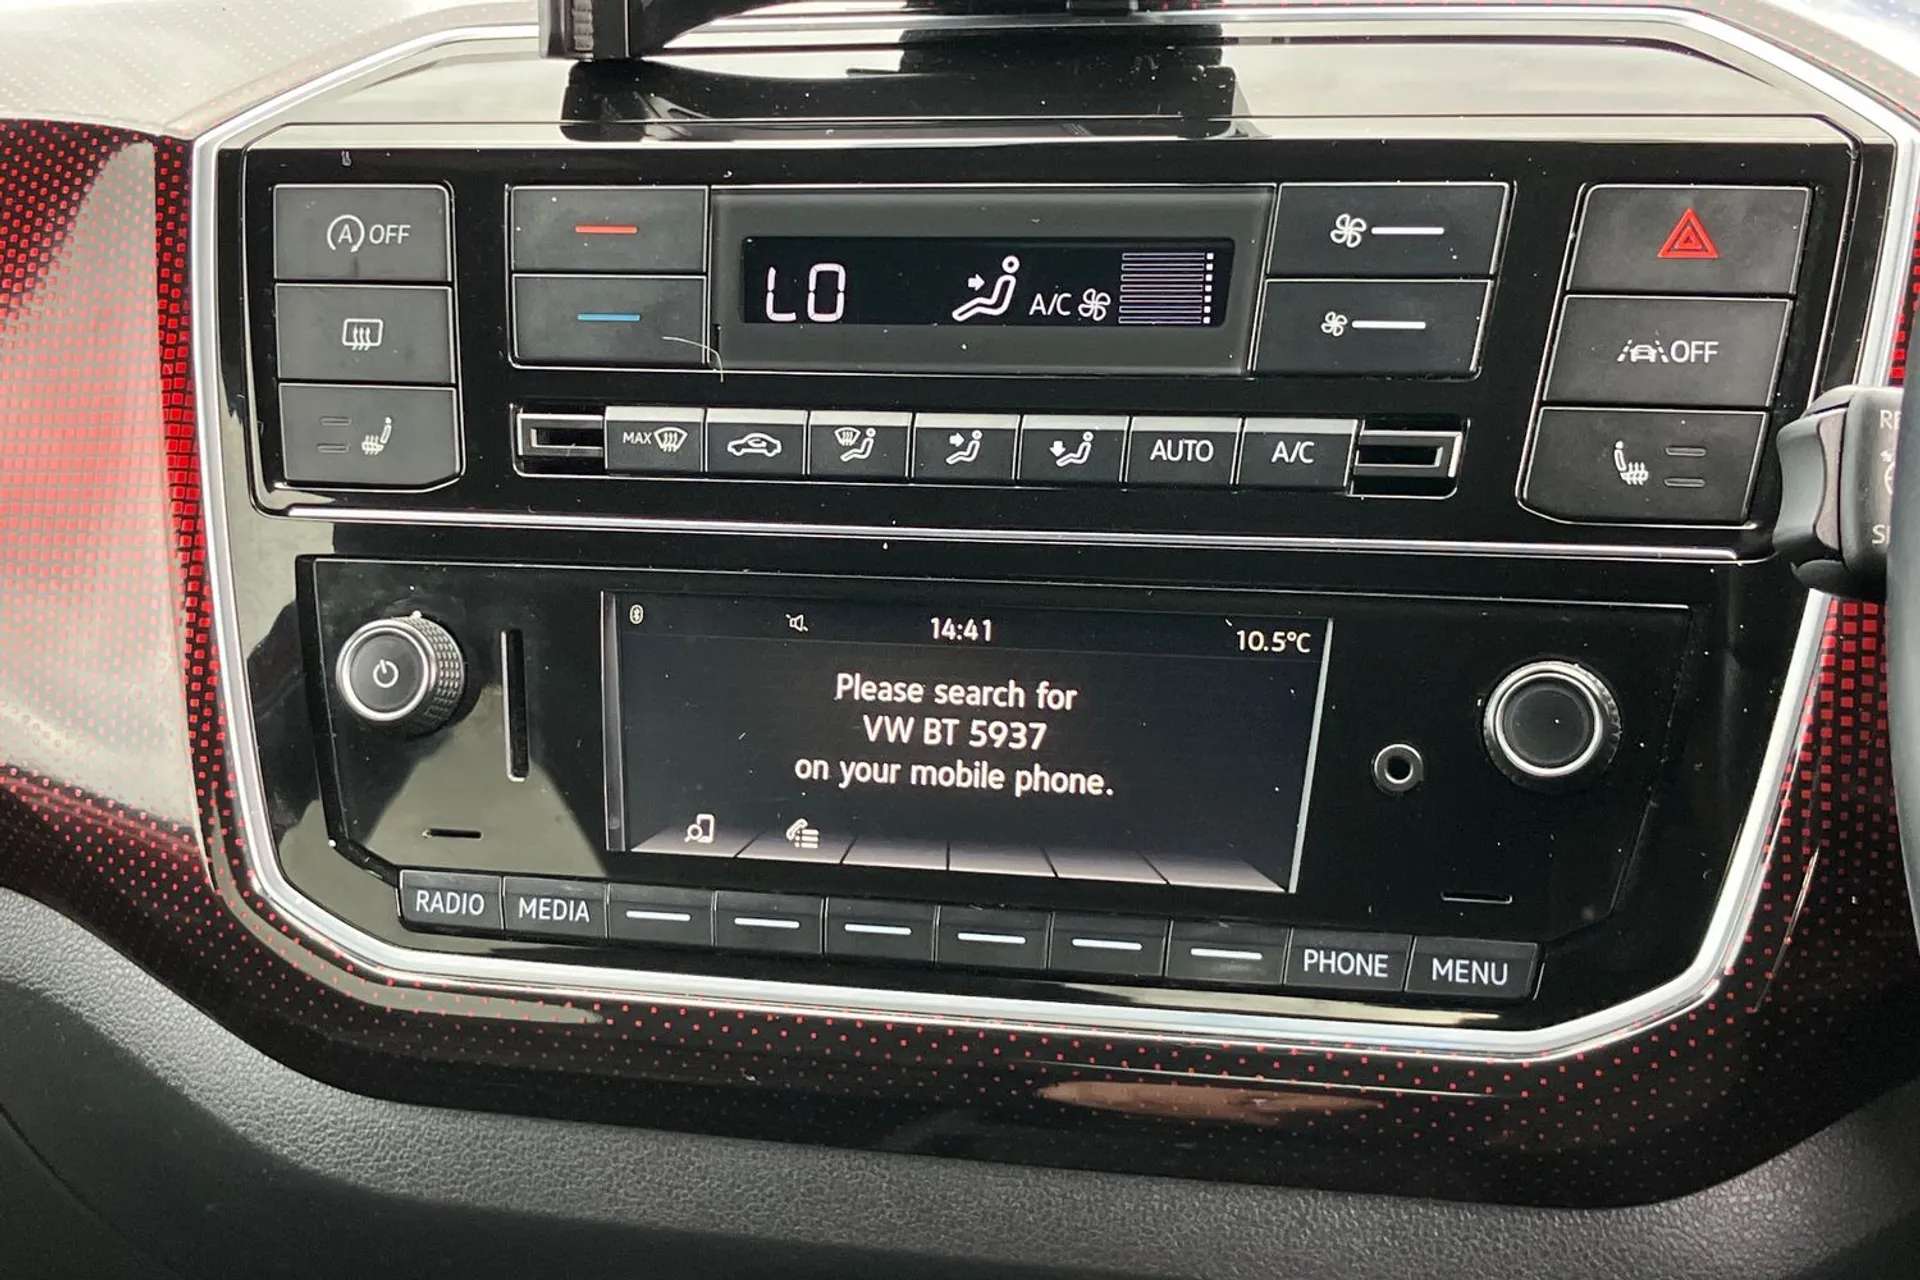 A OFF
LO A/C
OFF
MAX AUTO A/C
14:41 10.5°C
Please search for
VW BT 5937
on your mobile phone.
RADIO MEDIA PHONE MENU